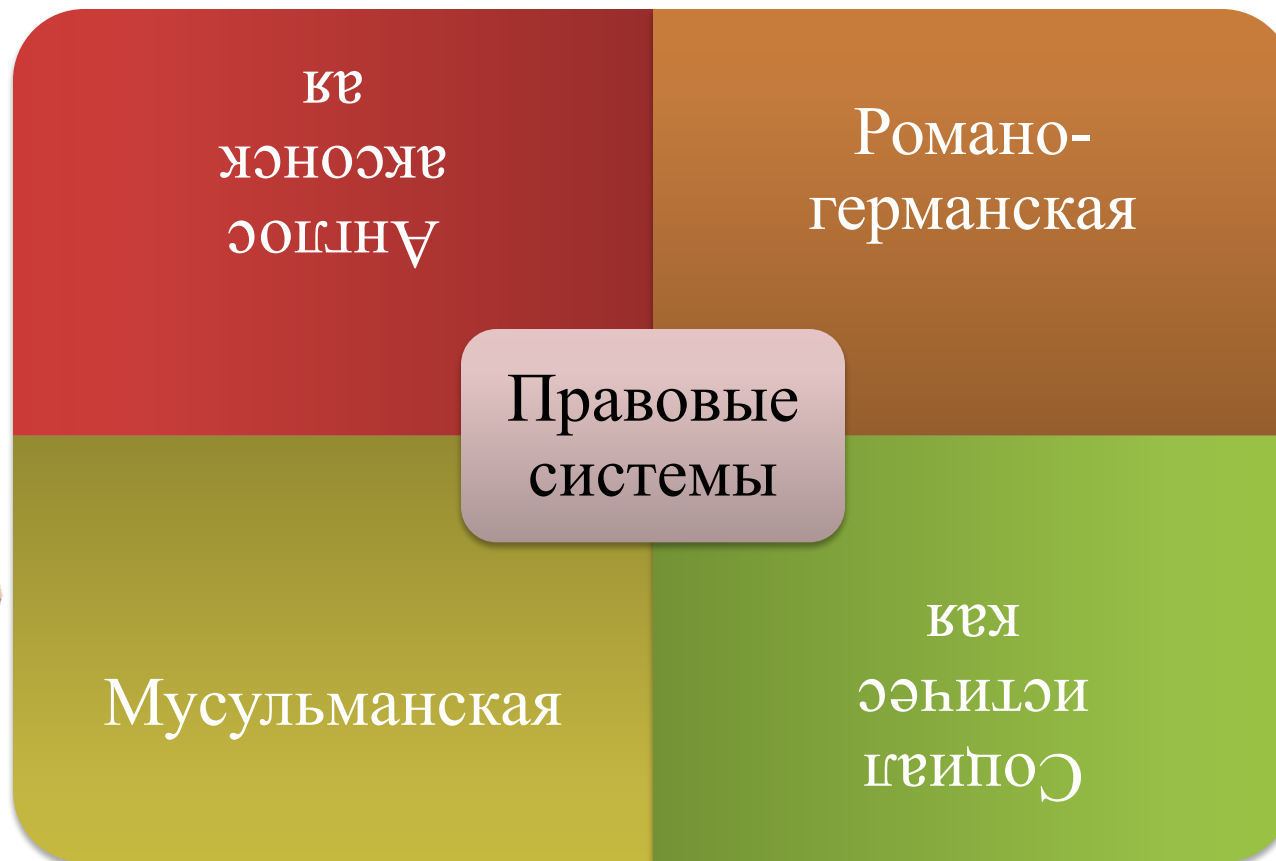 Англос
аксонск
ая
Романо-
германская
Правовые
системы
Мусульманская
Социал
истичес
кая